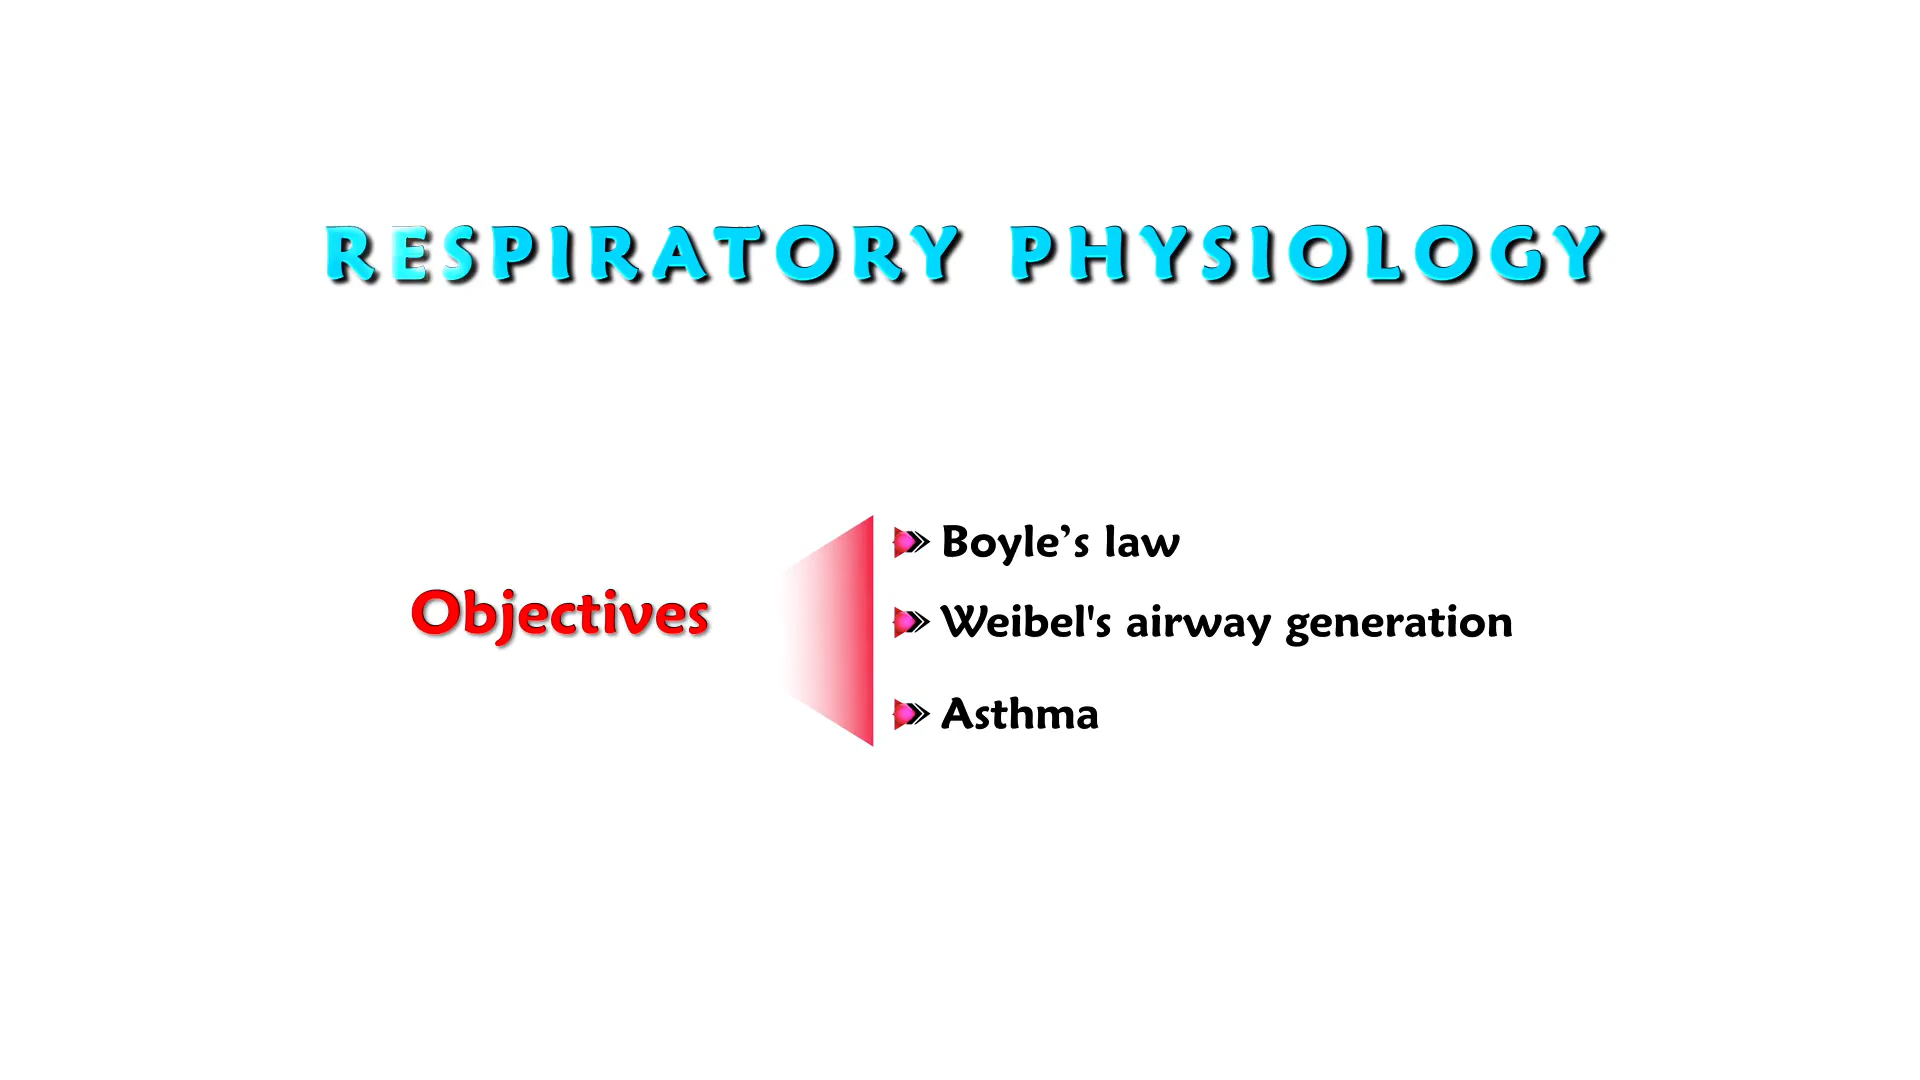 RESPIRATORY PHYSIOLOGY
Objectives
Boyle’s law
Weibel's airway generation
Asthma